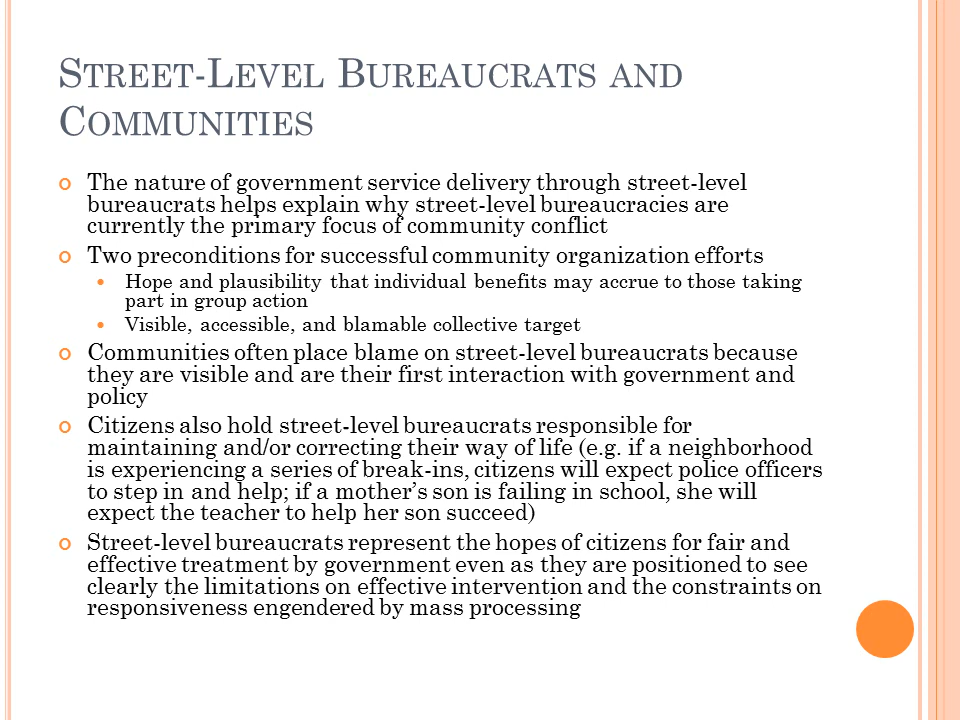 Street-Level Bureaucrats and
Communities
The nature of government service delivery through street-level
bureaucrats helps explain why street-level bureaucracies are
currently the primary focus of community conflict
Two preconditions for successful community organization efforts
Hope and plausibility that individual benefits may accrue to those taking
part in group action
Visible, accessible, and blamable collective target
Communities often place blame on street-level bureaucrats because
they are visible and are their first interaction with government and
policy
Citizens also hold street-level bureaucrats responsible for
maintaining and/or correcting their way of life (e.g. if a neighborhood
is experiencing a series of break-ins, citizens will expect police officers
to step in and help; if a mother's son is failing in school, she will
expect the teacher to help her son succeed)
Street-level bureaucrats represent the hopes of citizens for fair and
effective treatment by government even as they are positioned to see
clearly the limitations on effective intervention and the constraints on
responsiveness engendered by mass processing